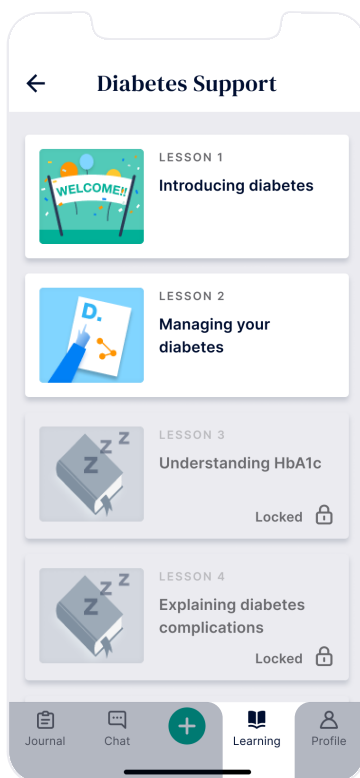 Diabetes Support
LESSON 1
Introducing diabetes
WELCOME!!
LESSON 2
Managing your
diabetes
D.
LESSON 3
Understanding HbA1c
Z Z Z
Locked
LESSON 4
Explaining diabetes
complications
Z Z Z
Locked
Journal
Chat
Learning
Profile